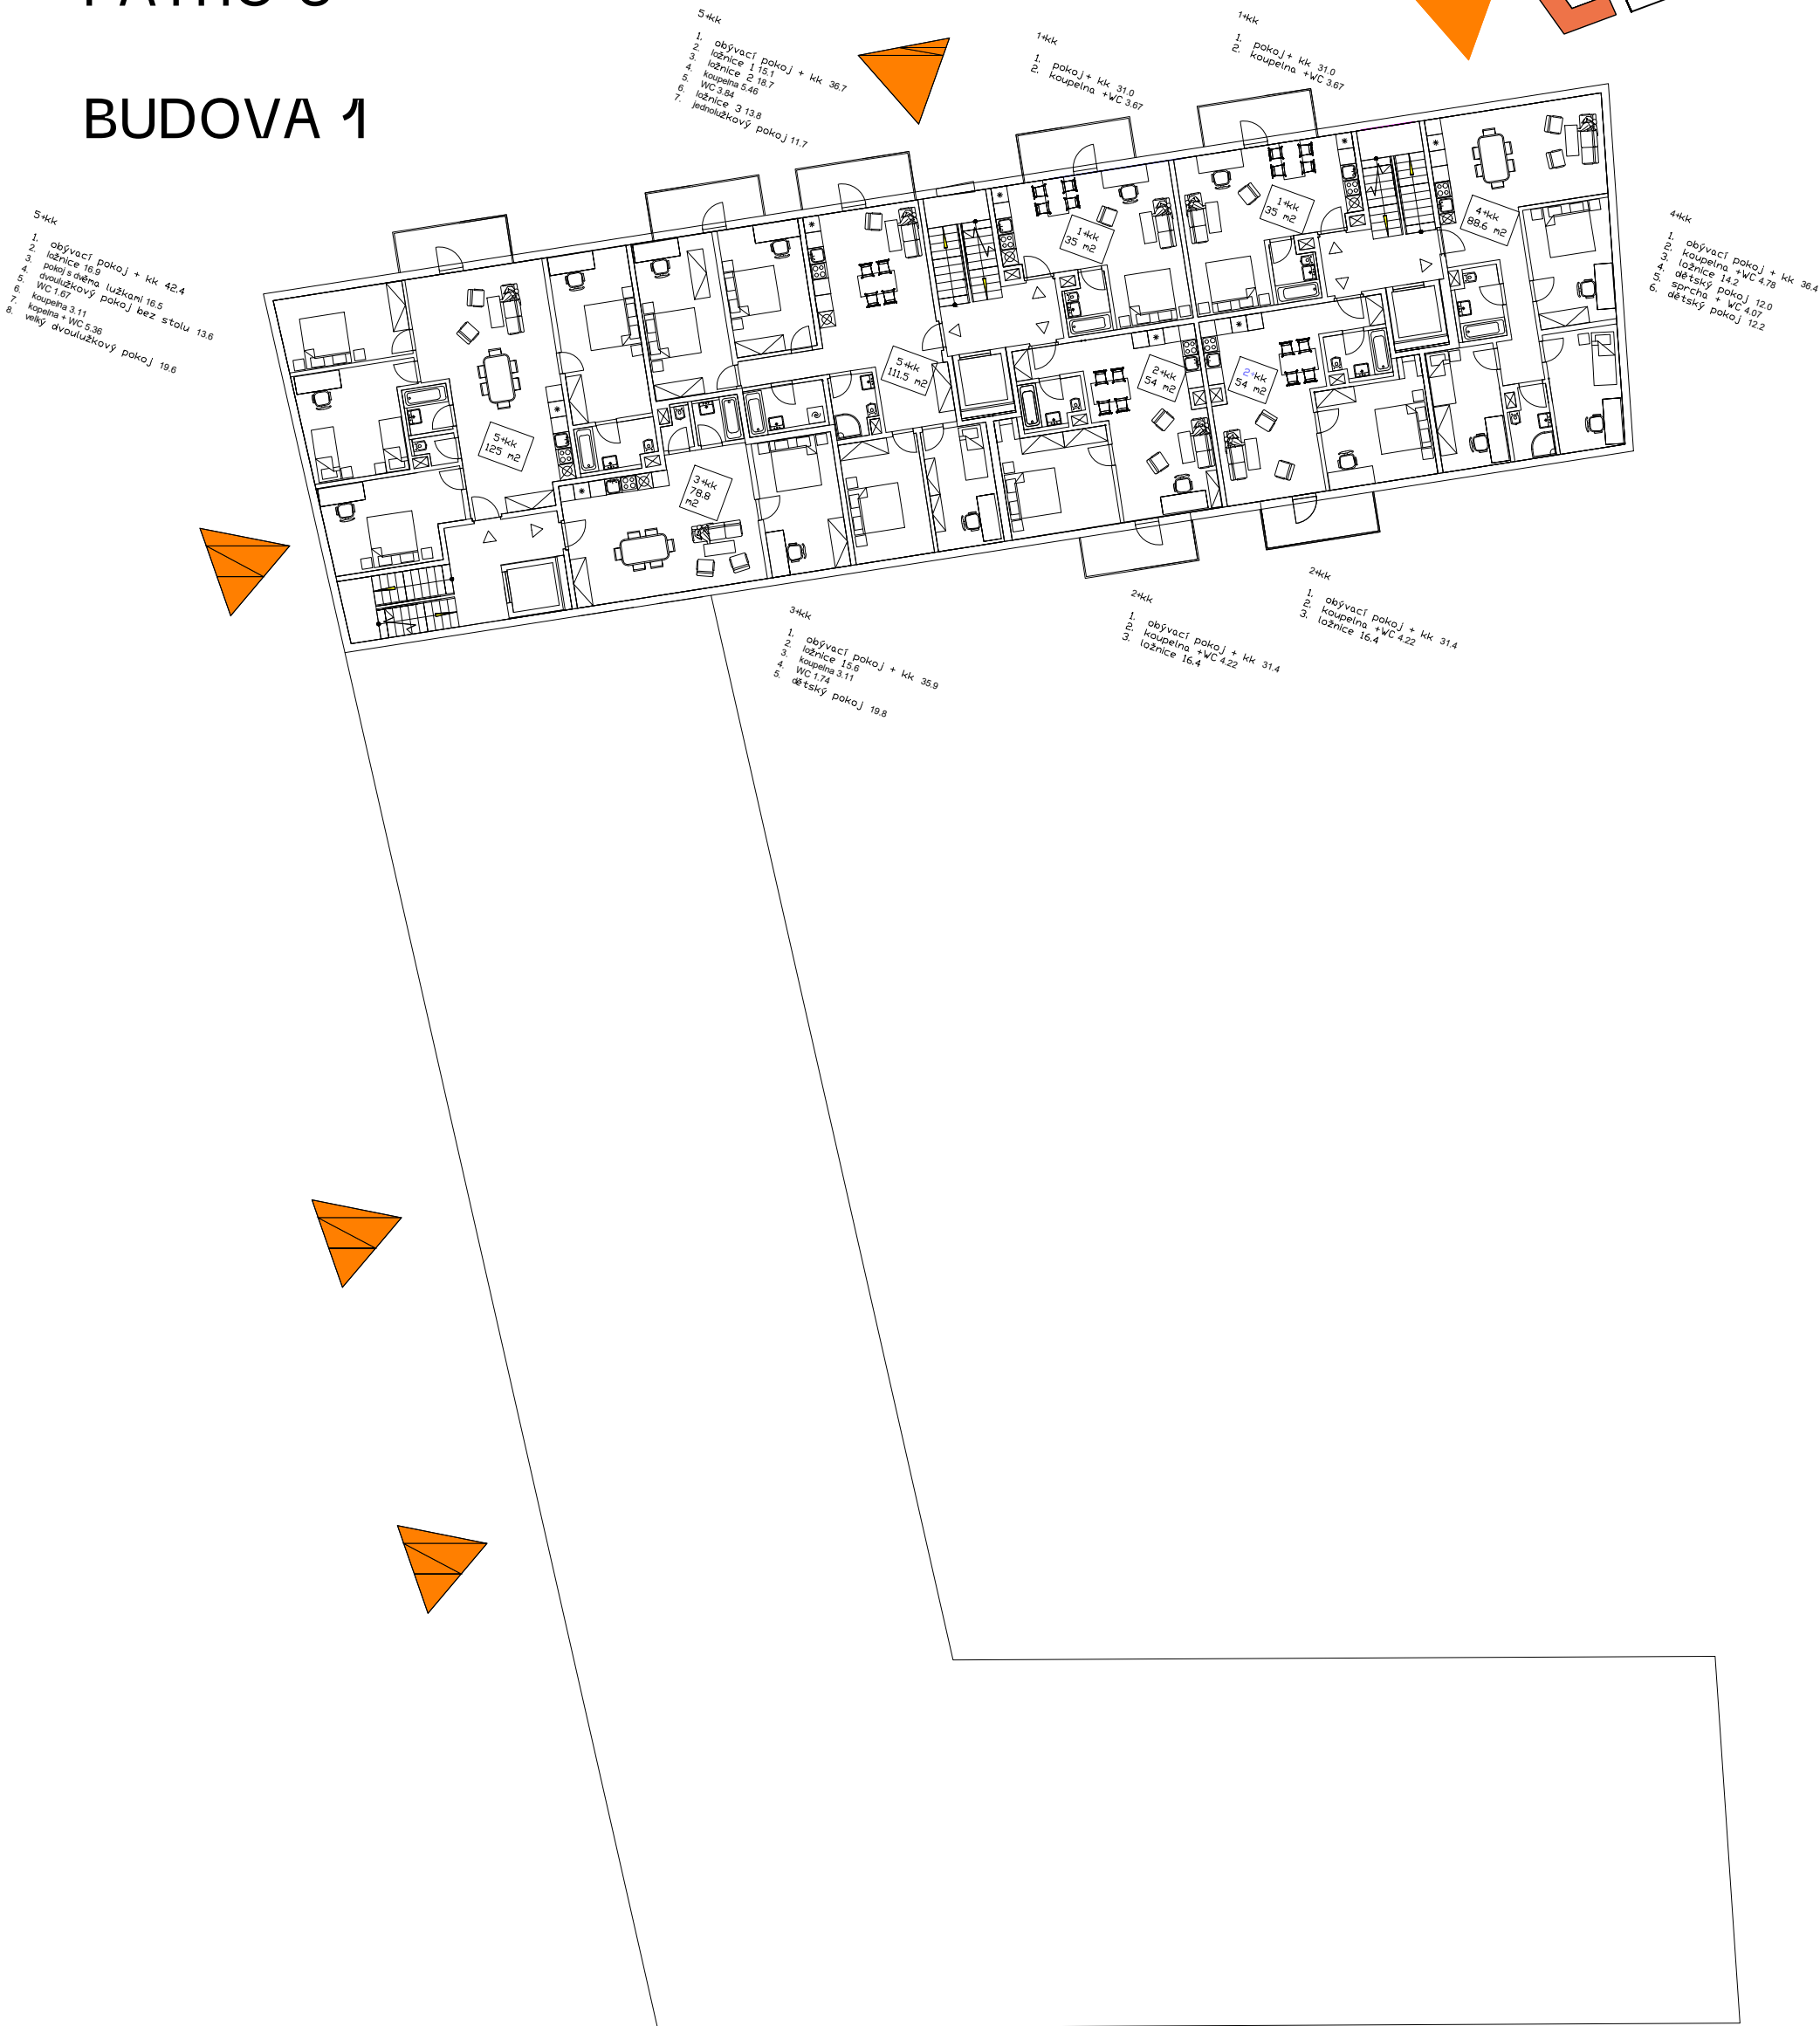 BUDOVA 1
5+kk
1. obývací pokoj + kk 36.7
2. ložnice 1 15.1
3. ložnice 2 18.7
4. koupelna 5.46
5. WC 3.84
6. ložnice 3 13.8
7. jednolužkový pokoj 11.7
1+kk
1. pokoj+ kk 31.0
2. koupelna +WC 3.67
1+kk
1. pokoj+ kk 31.0
2. koupelna +WC 3.67
5+kk
1. obývací pokoj + kk 42.4
2. ložnice 16.9
3. pokoj s dvěma lužkami 16.5
4. dvoulužkový pokoj bez stolu 13.6
5. WC 1.67
6. koupelna 3.11
7. kopelna + WC 5.36
8. velký dvoulužkový pokoj 19.6
4+kk
1. obývací pokoj + kk 36.4
2. koupelna +WC 4.78
3. ložnice 14.2
4. dětský pokoj 12.0
5. sprcha + WC 4.07
6. dětský pokoj 12.2
1+kk
35 m2
1+kk
35 m2
4+kk
88.6 m2
5+kk
111.5 m2
2+kk
54 m2
2+kk
54 m2
5+kk
125 m2
3+kk
78.8
m2
3+kk
1. obývací pokoj + kk 35.9
2. ložnice 15.6
3. koupelna 3.11
4. WC 1.74
5. dětský pokoj 19.8
2+kk
1. obývací pokoj + kk 31.4
2. koupelna +WC 4.22
3. ložnice 16.4
2+kk
1. obývací pokoj + kk 31.4
2. koupelna +WC 4.22
3. ložnice 16.4